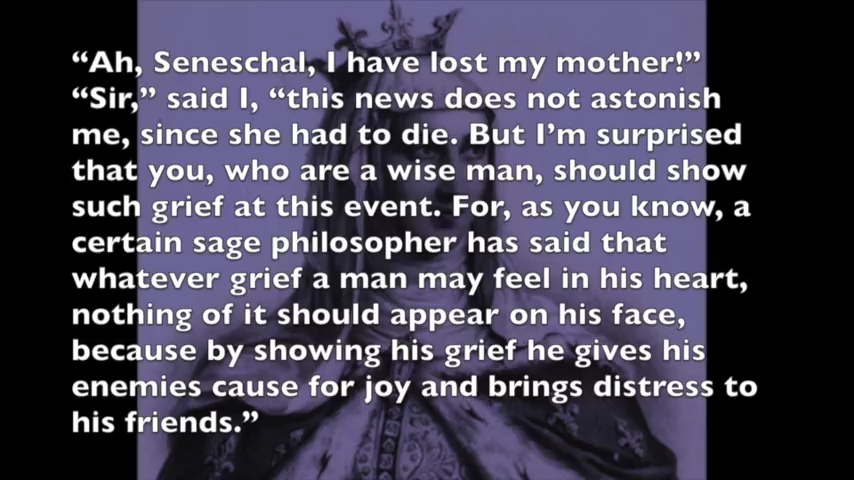 “Ah, Seneschal, I have lost my mother!”
“Sir,” said I, “this news does not astonish
me, since she had to die. But I’m surprised
that you, who are a wise man, should show
such grief at this event. For, as you know, a
certain sage philosopher has said that
whatever grief a man may feel in his heart,
nothing of it should appear on his face,
because by showing his grief he gives his
enemies cause for joy and brings distress to
his friends.”